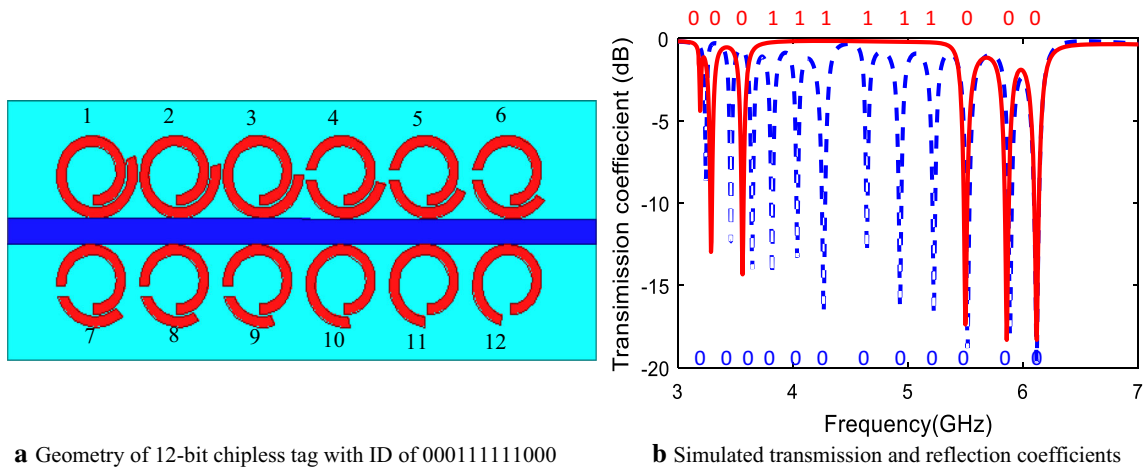 1 2 3 4 5 6
7 8 9 10 11 12
a Geometry of 12-bit chipless tag with ID of 000111111000
0 0 0 1 1 1 1 1 1 0 0 0
0
-5
-10
-15
-20
Transimission coeffiecient (dB)
0 0 0 0 0 0 0 0 0 0 0 0
3 4 5 6 7
Frequency(GHz)
b Simulated transmission and reflection coefficients